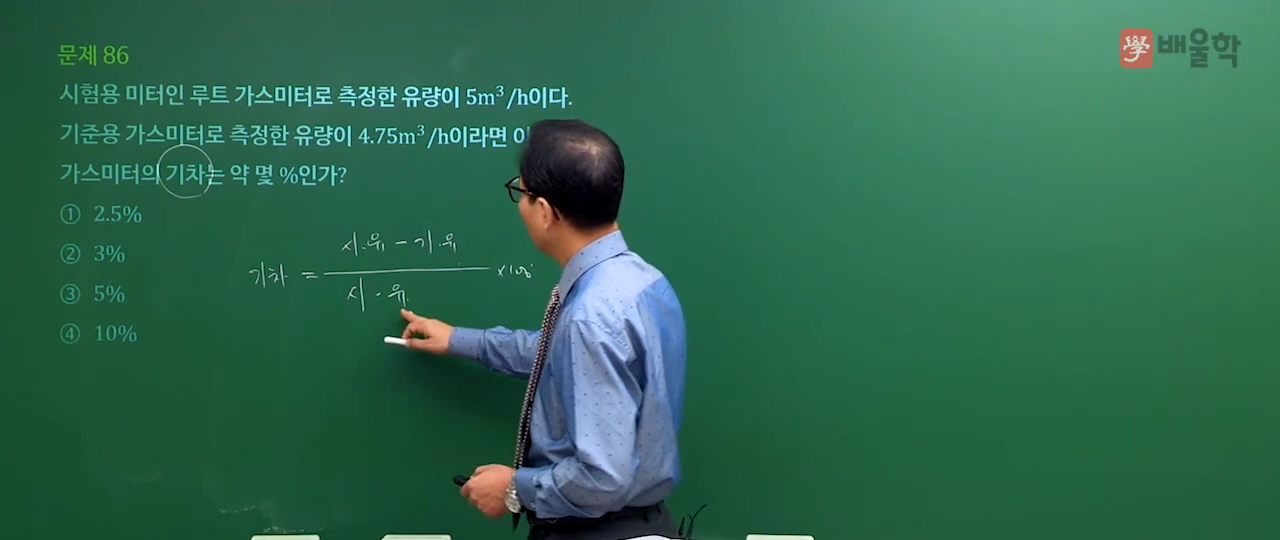 學 배울학
문제 86
시험용 미터인 루트 가스미터로 측정한 유량이 5m³/h이다.
기준용 가스미터로 측정한 유량이 4.75m³/h이라면 이
가스미터의 기차는 약 몇 %인가?
① 2.5%
② 3%
③ 5%
④ 10%
시·유 - 기·유
기차 = ×100
시·유